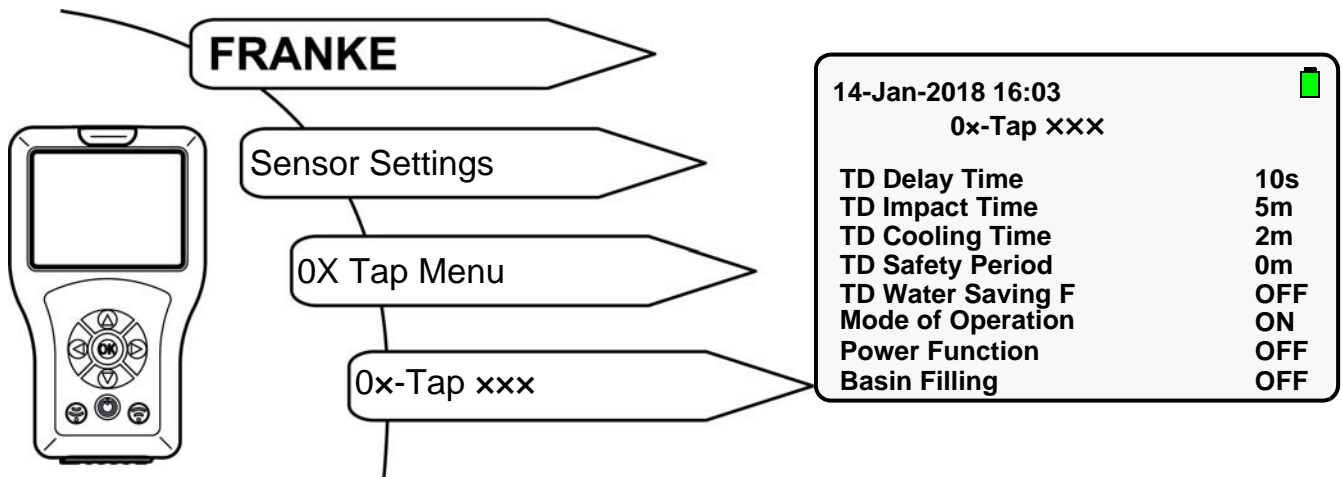 FRANKE
Sensor Settings
0X Tap Menu
0×-Tap ×××
OK
14-Jan-2018 16:03
0×-Tap ×××
TD Delay Time 10s
TD Impact Time 5m
TD Cooling Time 2m
TD Safety Period 0m
TD Water Saving F OFF
Mode of Operation ON
Power Function OFF
Basin Filling OFF